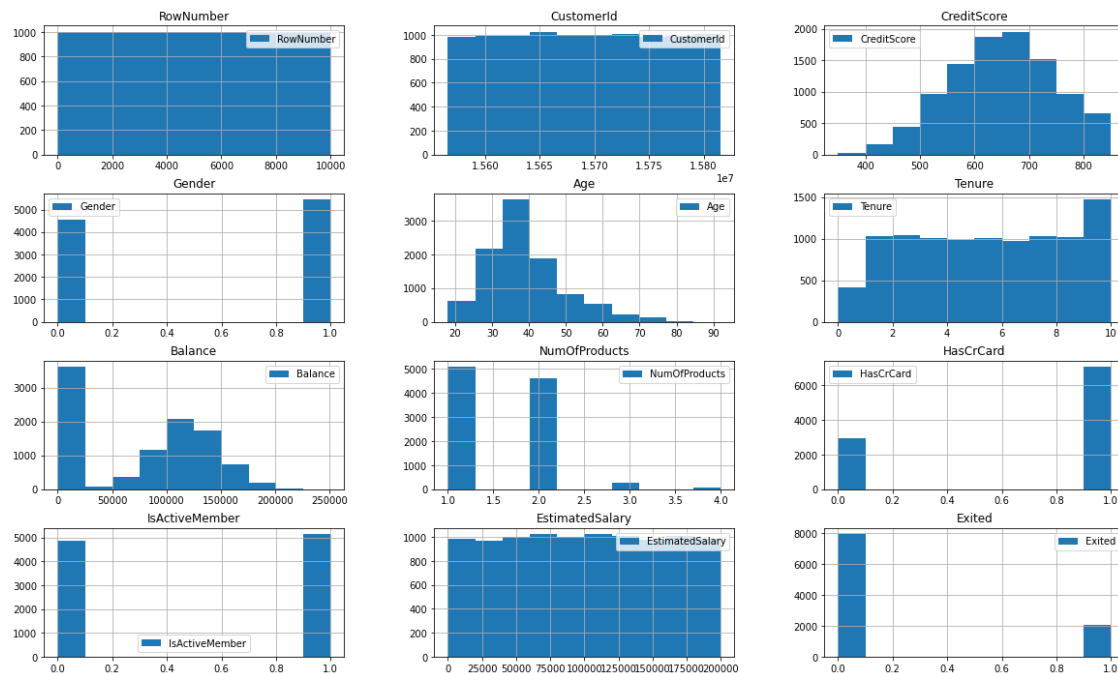 RowNumber
1000
800
600
400
200
0
RowNumber
0 2000 4000 6000 8000 10000
CustomerId
1000
800
600
400
200
0
CustomerId
1.560 1.565 1.570 1.575 1.580
1e7
CreditScore
2000
1500
1000
500
0
CreditScore
400 500 600 700 800
Gender
5000
4000
3000
2000
1000
0
Gender
0.0 0.2 0.4 0.6 0.8 1.0
Age
3000
2000
1000
0
Age
20 30 40 50 60 70 80 90
Tenure
1500
1000
500
0
Tenure
0 2 4 6 8 10
Balance
3000
2000
1000
0
Balance
0 50000 100000 150000 200000 250000
NumOfProducts
5000
4000
3000
2000
1000
0
NumOfProducts
1.0 1.5 2.0 2.5 3.0 3.5 4.0
HasCrCard
6000
4000
2000
0
HasCrCard
0.0 0.2 0.4 0.6 0.8 1.0
IsActiveMember
5000
4000
3000
2000
1000
0
IsActiveMember
0.0 0.2 0.4 0.6 0.8 1.0
EstimatedSalary
1000
800
600
400
200
0
EstimatedSalary
0 25000 50000 75000 100000 125000 150000 175000 200000
Exited
8000
6000
4000
2000
0
Exited
0.0 0.2 0.4 0.6 0.8 1.0